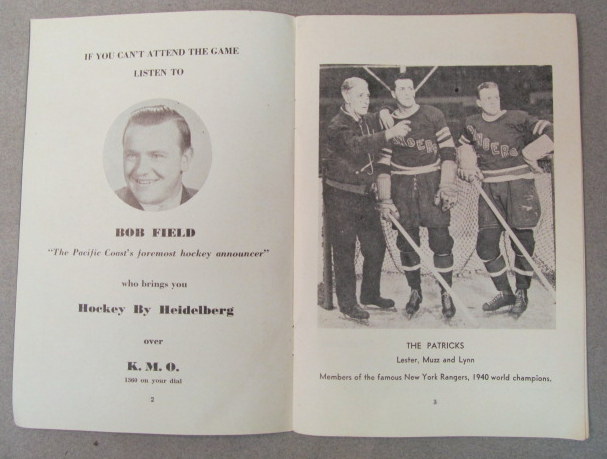 IF YOU CAN'T ATTEND THE GAME
LISTEN TO
BOB FIELD
"The Pacific Coast's foremost hockey announcer"
who brings you
Hockey By Heidelberg
over
K. M. O.
1360 on your dial
2
RANGERS
THE PATRICKS
Lester, Muzz and Lynn
Members of the famous New York Rangers, 1940 world champions.
3